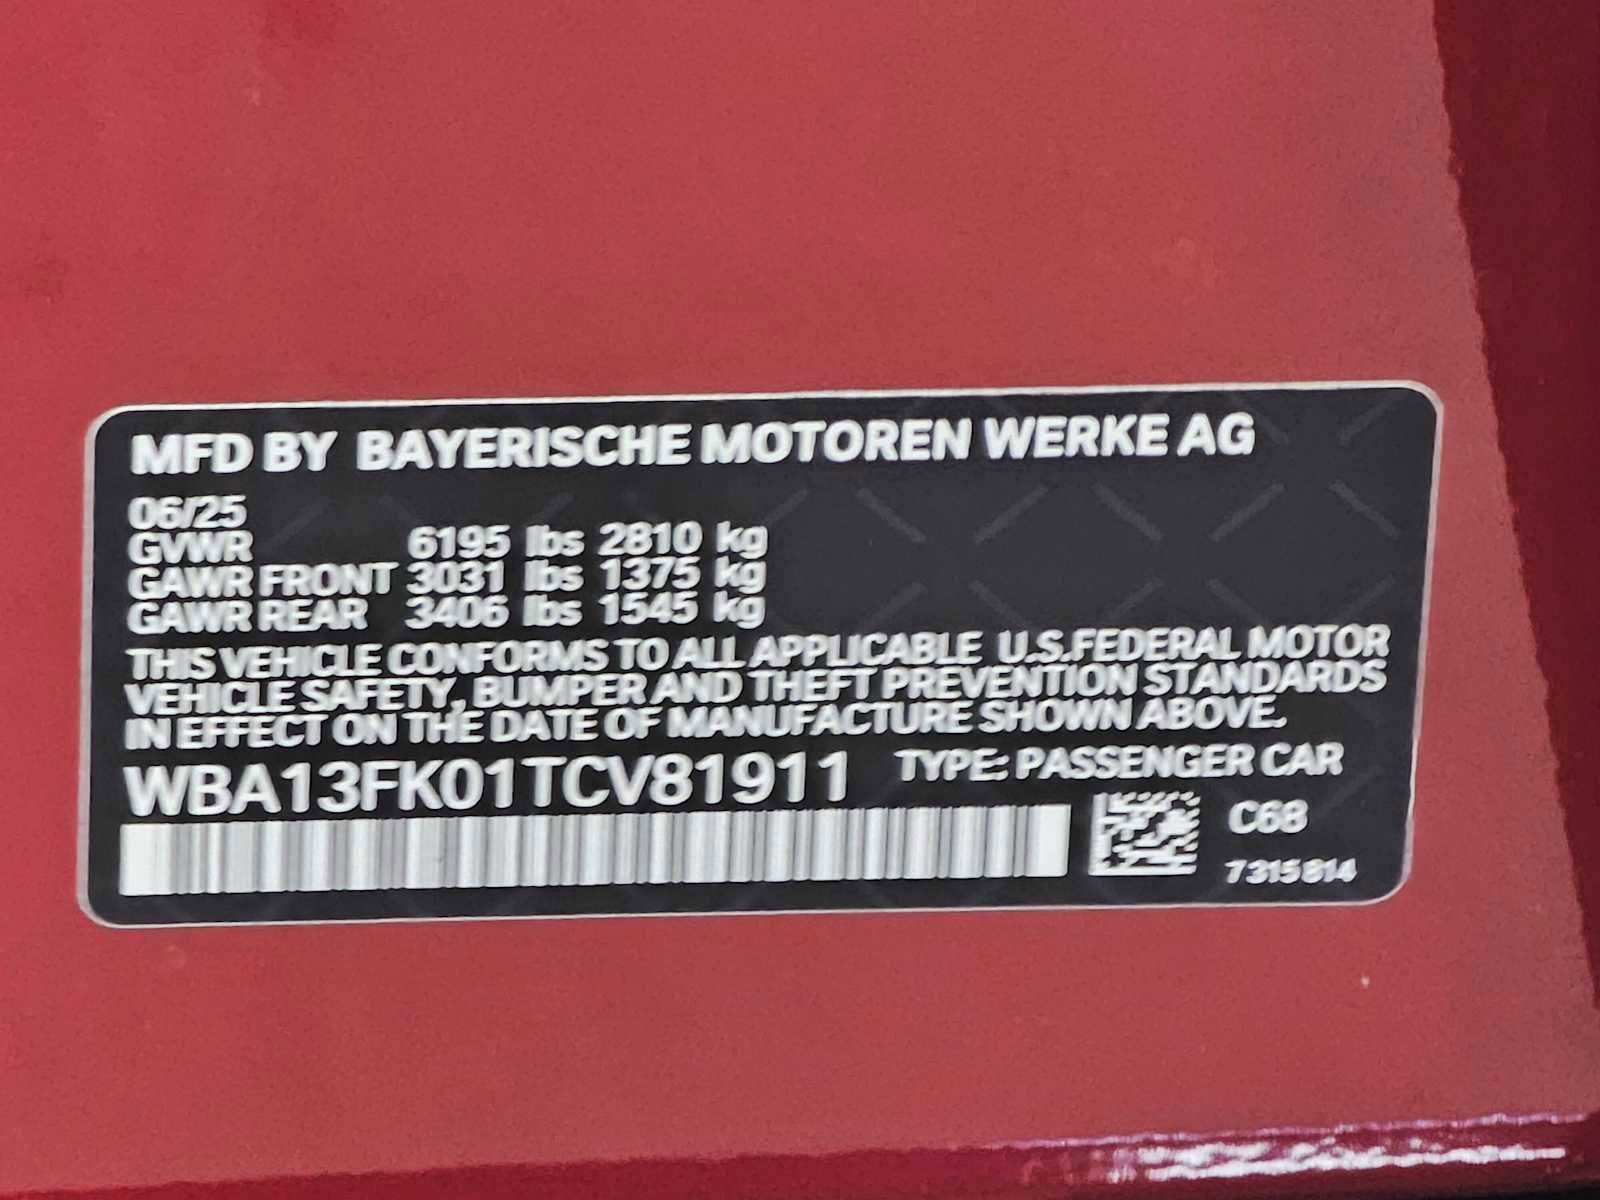 MFD BY BAYERISCHE MOTOREN WERKE AG
06/25
GVWR 6195 lbs 2810 kg
GAWR FRONT 3031 lbs 1375 kg
GAWR REAR 3406 lbs 1545 kg
THIS VEHICLE CONFORMS TO ALL APPLICABLE U.S.FEDERAL MOTOR
VEHICLE SAFETY, BUMPER AND THEFT PREVENTION STANDARDS
IN EFFECT ON THE DATE OF MANUFACTURE SHOWN ABOVE.
WBA13FK01TCV81911 TYPE: PASSENGER CAR
C68
7315814